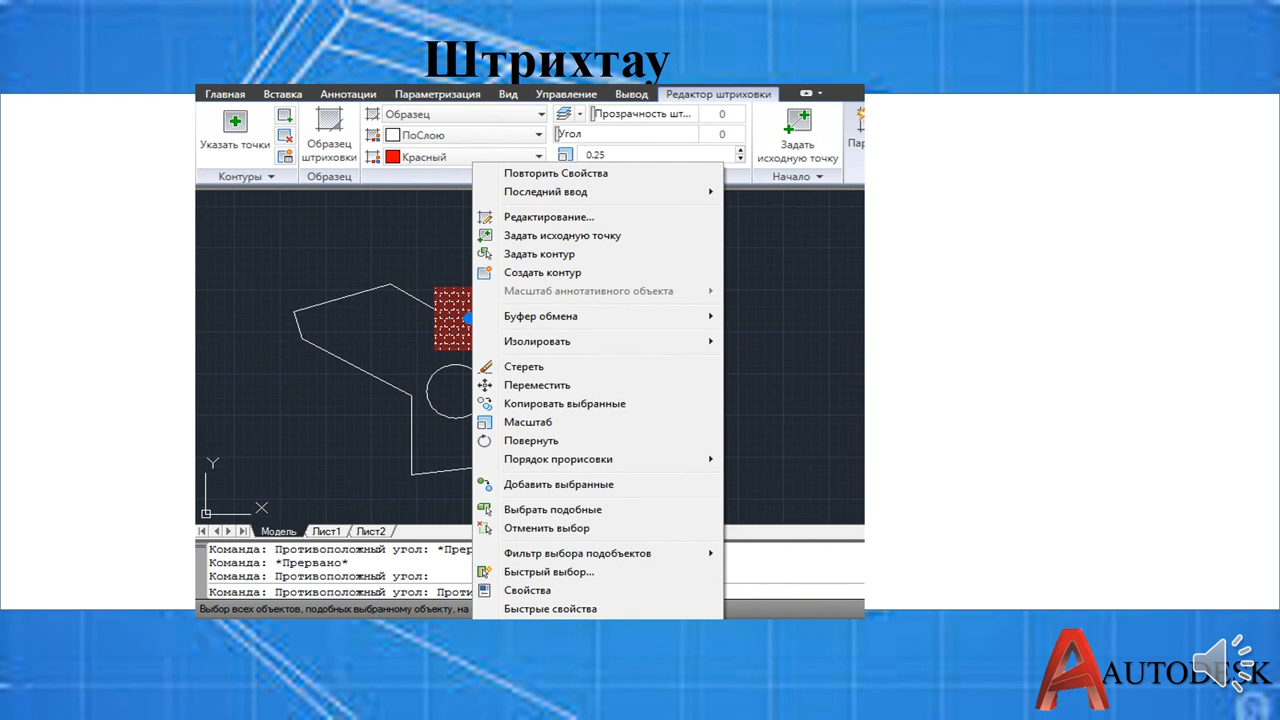 Штрихтау
Главная Вставка Аннотации Параметризация Вид Управление Вывод Редактор штриховки
Указать точки
Образец штриховки
Образец
ПоСлою
Красный
Прозрачность шт... 0
Угол 0
0.25
Задать исходную точку
Контуры Образец Начало
Повторить Свойства
Последний ввод
Редактирование...
Задать исходную точку
Задать контур
Создать контур
Масштаб аннотативного объекта
Буфер обмена
Изолировать
Стереть
Переместить
Копировать выбранные
Масштаб
Повернуть
Порядок прорисовки
Добавить выбранные
Выбрать подобные
Отменить выбор
Фильтр выбора подобъектов
Быстрый выбор...
Свойства
Быстрые свойства
Y
X
Модель Лист1 Лист2
Команда: Противоположный угол: *Прер
Команда: *Прервано*
Команда: Противоположный угол:
Команда: Противоположный угол: Проти
Выбор всех объектов, подобных выбранному объекту, на
AUTODESK